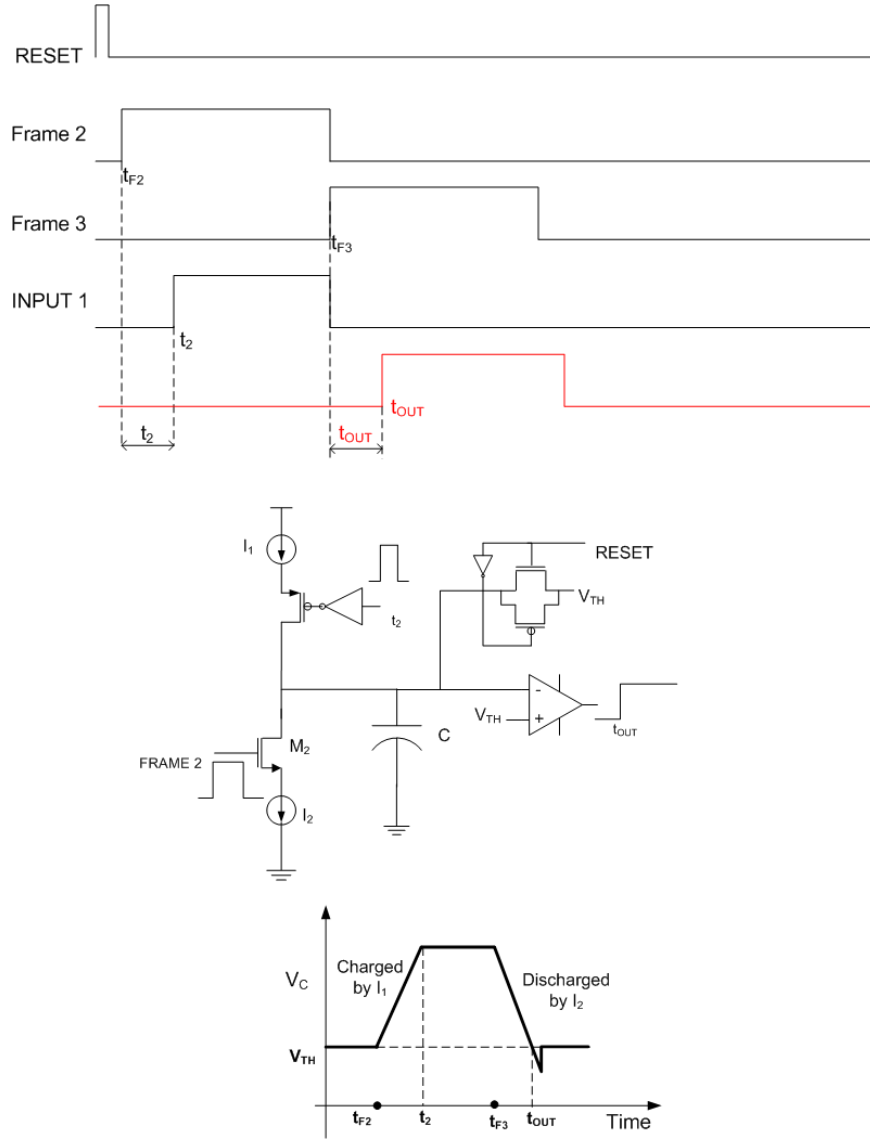 RESET
Frame 2
tF2
Frame 3
tF3
INPUT 1
t2
tOUT
t2
tOUT
I1
RESET
VTH
t2
VTH
- 
+
tOUT
C
M2
FRAME 2
I2
VC
Charged
by I1
Discharged
by I2
VTH
tF2
t2
tF3
tOUT
Time